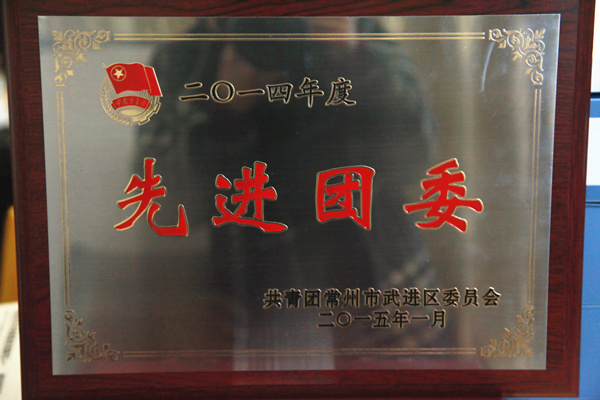 二〇一四年度
先进团委
共青团常州市武进区委员会
二〇一五年一月